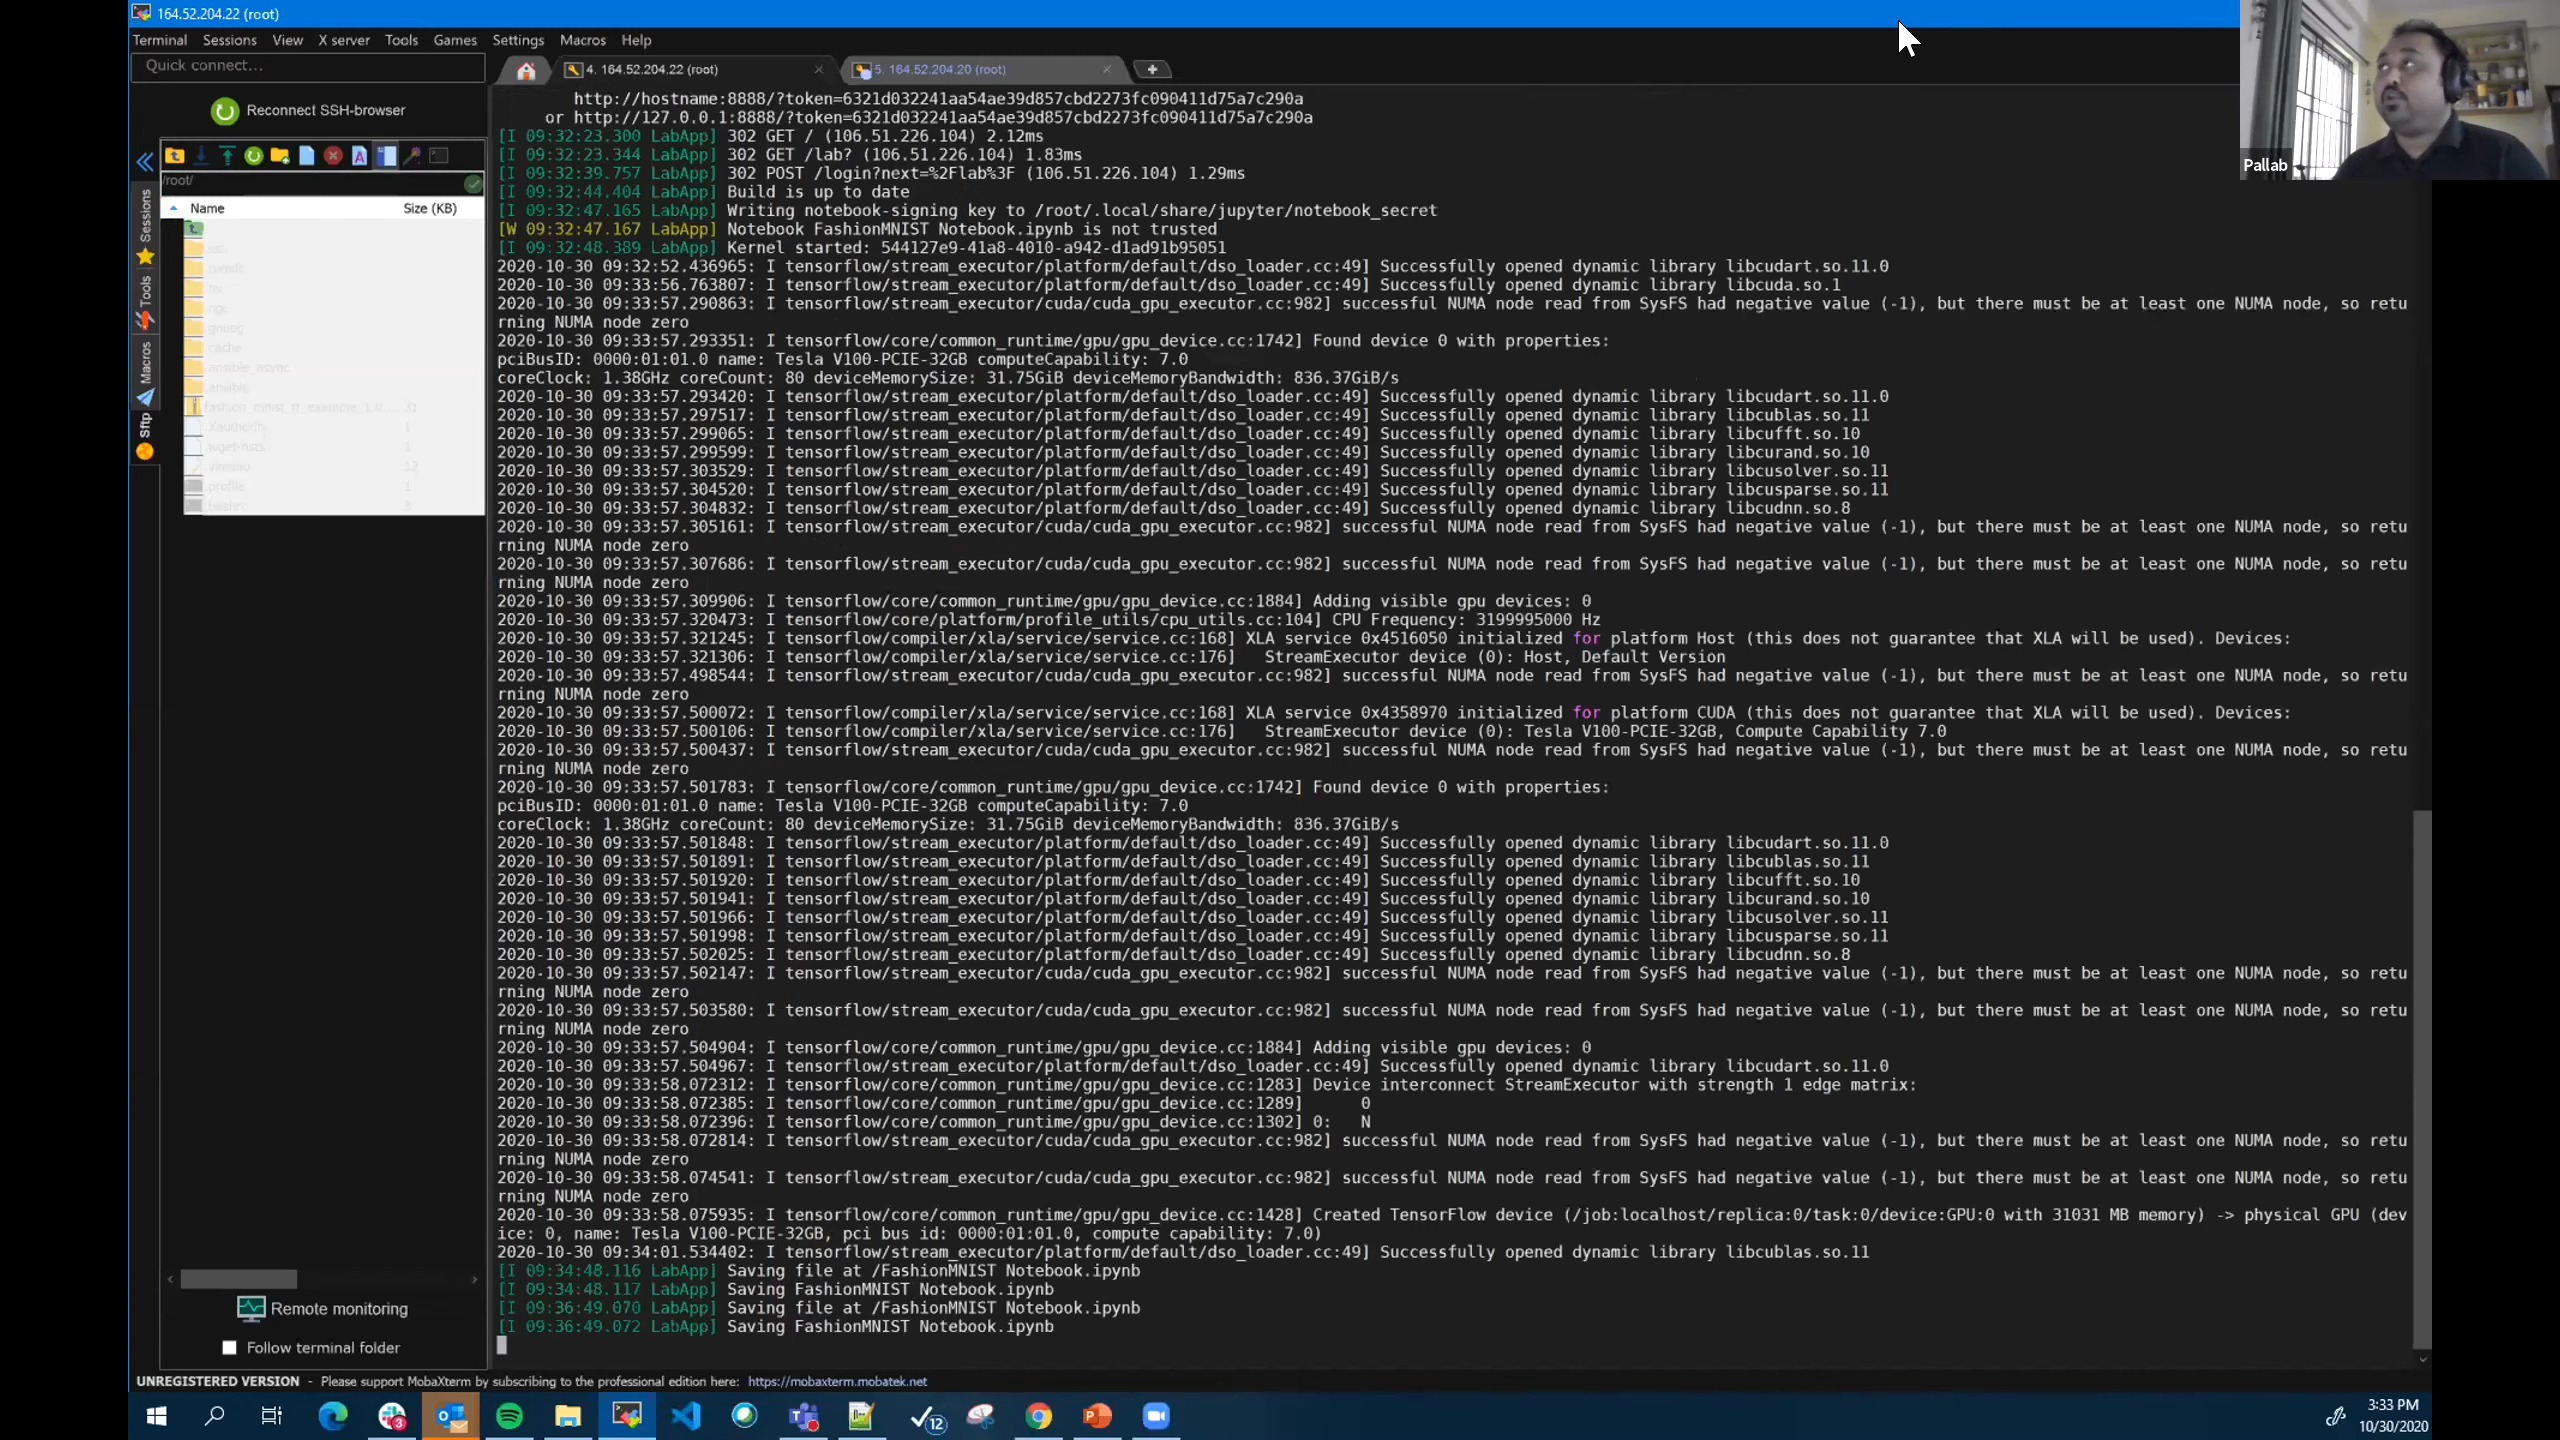 164.52.204.22 (root)
Terminal Sessions View X server Tools Games Settings Macros Help
Quick connect...
4. 164.52.204.22 (root)
5. 164.52.204.20 (root)
Reconnect SSH-browser
/root/
Name Size (KB)
.cache
.ansible_async
.ansible
.Xauthority 1
.wget-hsts 1
.viminfo 12
.profile 1
Sessions
Tools
Macros
Sftp
Remote monitoring
Follow terminal folder
http://hostname:8888/?token=6321d032241aa54ae39d857cbd2273fc090411d75a7c290a
or http://127.0.0.1:8888/?token=6321d032241aa54ae39d857cbd2273fc090411d75a7c290a
[I 09:32:23.300 LabApp] 302 GET / (106.51.226.104) 2.12ms
[I 09:32:23.344 LabApp] 302 GET /lab? (106.51.226.104) 1.83ms
[I 09:32:39.757 LabApp] 302 POST /login?next=%2Flab%3F (106.51.226.104) 1.29ms
[I 09:32:44.404 LabApp] Build is up to date
[I 09:32:47.165 LabApp] Writing notebook-signing key to /root/.local/share/jupyter/notebook_secret
[W 09:32:47.167 LabApp] Notebook FashionMNIST Notebook.ipynb is not trusted
[I 09:32:48.389 LabApp] Kernel started: 544127e9-41a8-4010-a942-d1ad91b95051
2020-10-30 09:32:52.436965: I tensorflow/stream_executor/platform/default/dso_loader.cc:49] Successfully opened dynamic library libcudart.so.11.0
2020-10-30 09:33:56.763807: I tensorflow/stream_executor/platform/default/dso_loader.cc:49] Successfully opened dynamic library libcuda.so.1
2020-10-30 09:33:57.290863: I tensorflow/stream_executor/cuda/cuda_gpu_executor.cc:982] successful NUMA node read from SysFS had negative value (-1), but there must be at least one NUMA node, so retu
rning NUMA node zero
2020-10-30 09:33:57.293351: I tensorflow/core/common_runtime/gpu/gpu_device.cc:1742] Found device 0 with properties:
pciBusID: 0000:01:01.0 name: Tesla V100-PCIE-32GB computeCapability: 7.0
coreClock: 1.38GHz coreCount: 80 deviceMemorySize: 31.75GiB deviceMemoryBandwidth: 836.37GiB/s
2020-10-30 09:33:57.293420: I tensorflow/stream_executor/platform/default/dso_loader.cc:49] Successfully opened dynamic library libcudart.so.11.0
2020-10-30 09:33:57.297517: I tensorflow/stream_executor/platform/default/dso_loader.cc:49] Successfully opened dynamic library libcublas.so.11
2020-10-30 09:33:57.299065: I tensorflow/stream_executor/platform/default/dso_loader.cc:49] Successfully opened dynamic library libcufft.so.10
2020-10-30 09:33:57.299599: I tensorflow/stream_executor/platform/default/dso_loader.cc:49] Successfully opened dynamic library libcurand.so.10
2020-10-30 09:33:57.303529: I tensorflow/stream_executor/platform/default/dso_loader.cc:49] Successfully opened dynamic library libcusolver.so.11
2020-10-30 09:33:57.304520: I tensorflow/stream_executor/platform/default/dso_loader.cc:49] Successfully opened dynamic library libcusparse.so.11
2020-10-30 09:33:57.304832: I tensorflow/stream_executor/platform/default/dso_loader.cc:49] Successfully opened dynamic library libcudnn.so.8
2020-10-30 09:33:57.305161: I tensorflow/stream_executor/cuda/cuda_gpu_executor.cc:982] successful NUMA node read from SysFS had negative value (-1), but there must be at least one NUMA node, so retu
rning NUMA node zero
2020-10-30 09:33:57.307686: I tensorflow/stream_executor/cuda/cuda_gpu_executor.cc:982] successful NUMA node read from SysFS had negative value (-1), but there must be at least one NUMA node, so retu
rning NUMA node zero
2020-10-30 09:33:57.309906: I tensorflow/core/common_runtime/gpu/gpu_device.cc:1884] Adding visible gpu devices: 0
2020-10-30 09:33:57.320473: I tensorflow/core/platform/profile_utils/cpu_utils.cc:104] CPU Frequency: 3199995000 Hz
2020-10-30 09:33:57.321245: I tensorflow/compiler/xla/service/service.cc:168] XLA service 0x4516050 initialized for platform Host (this does not guarantee that XLA will be used). Devices:
2020-10-30 09:33:57.321306: I tensorflow/compiler/xla/service/service.cc:176] StreamExecutor device (0): Host, Default Version
2020-10-30 09:33:57.498544: I tensorflow/stream_executor/cuda/cuda_gpu_executor.cc:982] successful NUMA node read from SysFS had negative value (-1), but there must be at least one NUMA node, so retu
rning NUMA node zero
2020-10-30 09:33:57.500072: I tensorflow/compiler/xla/service/service.cc:168] XLA service 0x4358970 initialized for platform CUDA (this does not guarantee that XLA will be used). Devices:
2020-10-30 09:33:57.500106: I tensorflow/compiler/xla/service/service.cc:176] StreamExecutor device (0): Tesla V100-PCIE-32GB, Compute Capability 7.0
2020-10-30 09:33:57.500437: I tensorflow/stream_executor/cuda/cuda_gpu_executor.cc:982] successful NUMA node read from SysFS had negative value (-1), but there must be at least one NUMA node, so retu
rning NUMA node zero
2020-10-30 09:33:57.501783: I tensorflow/core/common_runtime/gpu/gpu_device.cc:1742] Found device 0 with properties:
pciBusID: 0000:01:01.0 name: Tesla V100-PCIE-32GB computeCapability: 7.0
coreClock: 1.38GHz coreCount: 80 deviceMemorySize: 31.75GiB deviceMemoryBandwidth: 836.37GiB/s
2020-10-30 09:33:57.501848: I tensorflow/stream_executor/platform/default/dso_loader.cc:49] Successfully opened dynamic library libcudart.so.11.0
2020-10-30 09:33:57.501891: I tensorflow/stream_executor/platform/default/dso_loader.cc:49] Successfully opened dynamic library libcublas.so.11
2020-10-30 09:33:57.501920: I tensorflow/stream_executor/platform/default/dso_loader.cc:49] Successfully opened dynamic library libcufft.so.10
2020-10-30 09:33:57.501941: I tensorflow/stream_executor/platform/default/dso_loader.cc:49] Successfully opened dynamic library libcurand.so.10
2020-10-30 09:33:57.501966: I tensorflow/stream_executor/platform/default/dso_loader.cc:49] Successfully opened dynamic library libcusolver.so.11
2020-10-30 09:33:57.501998: I tensorflow/stream_executor/platform/default/dso_loader.cc:49] Successfully opened dynamic library libcusparse.so.11
2020-10-30 09:33:57.502025: I tensorflow/stream_executor/platform/default/dso_loader.cc:49] Successfully opened dynamic library libcudnn.so.8
2020-10-30 09:33:57.502147: I tensorflow/stream_executor/cuda/cuda_gpu_executor.cc:982] successful NUMA node read from SysFS had negative value (-1), but there must be at least one NUMA node, so retu
rning NUMA node zero
2020-10-30 09:33:57.503580: I tensorflow/stream_executor/cuda/cuda_gpu_executor.cc:982] successful NUMA node read from SysFS had negative value (-1), but there must be at least one NUMA node, so retu
rning NUMA node zero
2020-10-30 09:33:57.504904: I tensorflow/core/common_runtime/gpu/gpu_device.cc:1884] Adding visible gpu devices: 0
2020-10-30 09:33:57.504967: I tensorflow/stream_executor/platform/default/dso_loader.cc:49] Successfully opened dynamic library libcudart.so.11.0
2020-10-30 09:33:58.072312: I tensorflow/core/common_runtime/gpu/gpu_device.cc:1283] Device interconnect StreamExecutor with strength 1 edge matrix:
2020-10-30 09:33:58.072385: I tensorflow/core/common_runtime/gpu/gpu_device.cc:1289] 0
2020-10-30 09:33:58.072396: I tensorflow/core/common_runtime/gpu/gpu_device.cc:1302] 0: N
2020-10-30 09:33:58.072814: I tensorflow/stream_executor/cuda/cuda_gpu_executor.cc:982] successful NUMA node read from SysFS had negative value (-1), but there must be at least one NUMA node, so retu
rning NUMA node zero
2020-10-30 09:33:58.074541: I tensorflow/stream_executor/cuda/cuda_gpu_executor.cc:982] successful NUMA node read from SysFS had negative value (-1), but there must be at least one NUMA node, so retu
rning NUMA node zero
2020-10-30 09:33:58.075935: I tensorflow/core/common_runtime/gpu/gpu_device.cc:1428] Created TensorFlow device (/job:localhost/replica:0/task:0/device:GPU:0 with 31031 MB memory) -> physical GPU (dev
ice: 0, name: Tesla V100-PCIE-32GB, pci bus id: 0000:01:01.0, compute capability: 7.0)
2020-10-30 09:34:01.534402: I tensorflow/stream_executor/platform/default/dso_loader.cc:49] Successfully opened dynamic library libcublas.so.11
[I 09:34:48.116 LabApp] Saving file at /FashionMNIST Notebook.ipynb
[I 09:34:48.117 LabApp] Saving FashionMNIST Notebook.ipynb
[I 09:36:49.070 LabApp] Saving file at /FashionMNIST Notebook.ipynb
[I 09:36:49.072 LabApp] Saving FashionMNIST Notebook.ipynb
Pallab
UNREGISTERED VERSION - Please support MobaXterm by subscribing to the professional edition here: https://mobaxterm.mobatek.net
3
12
3:33 PM
10/30/2020